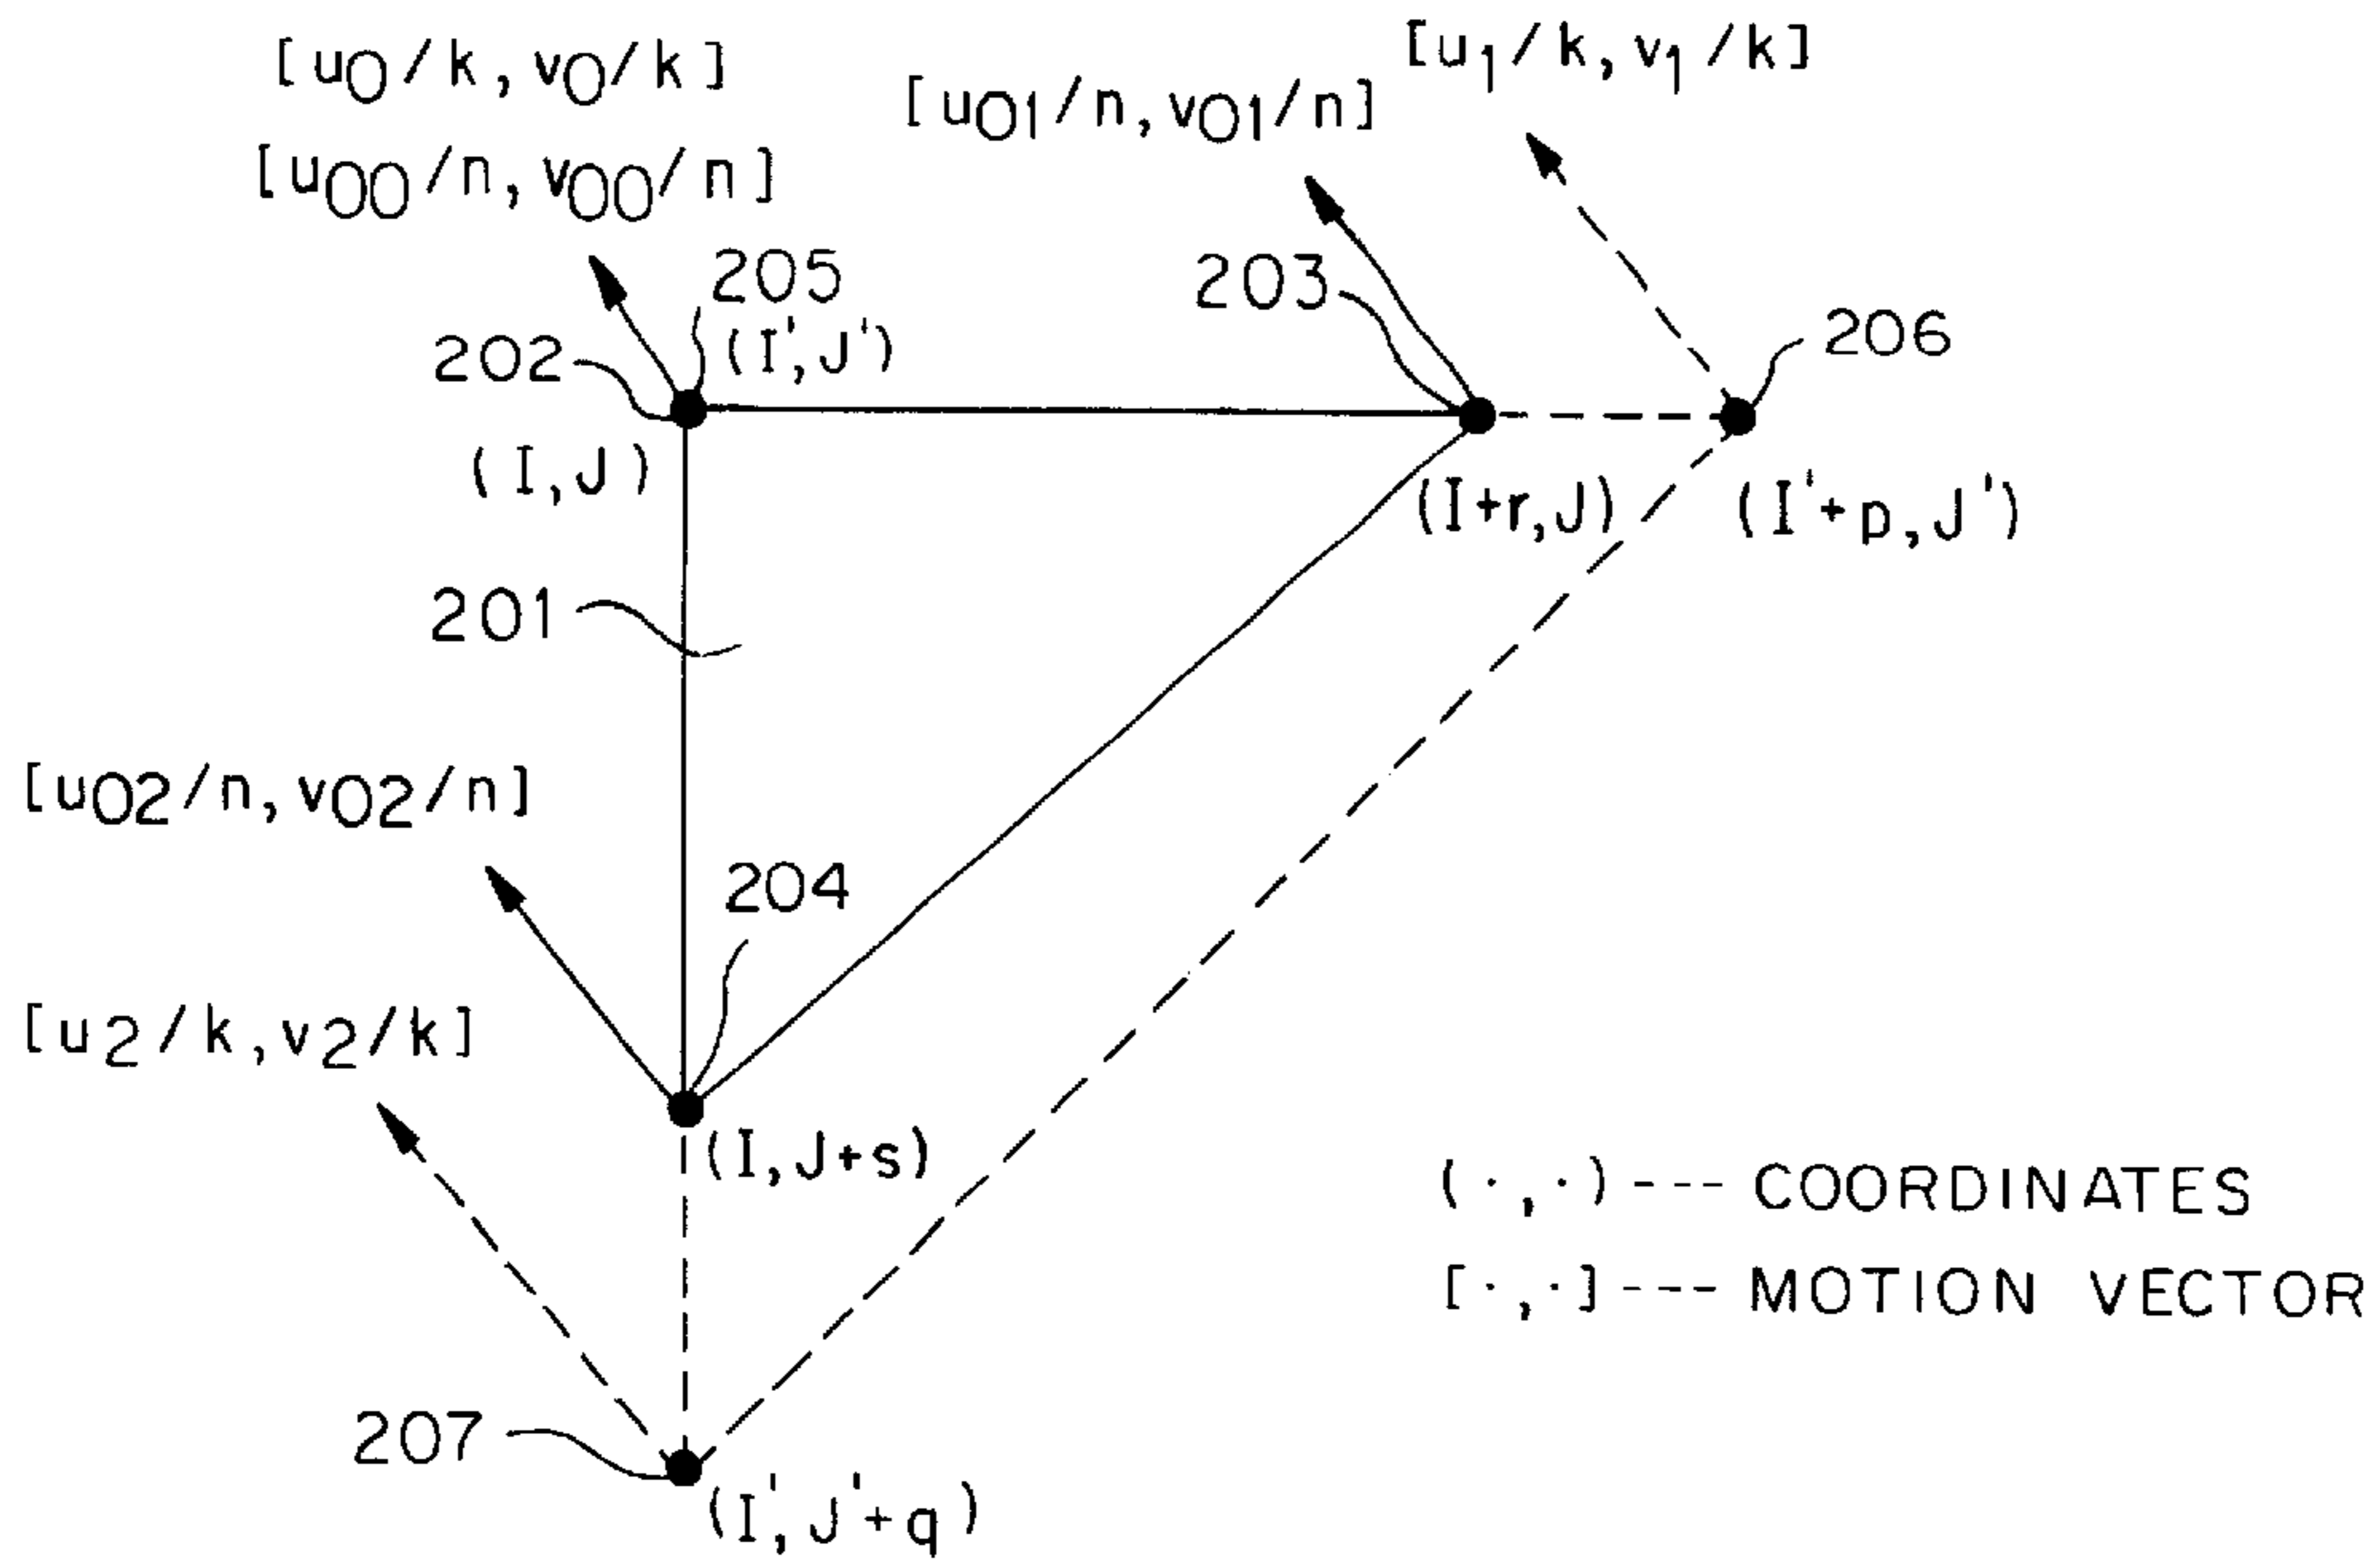 [u0/k, v0/k]
[u00/n, v00/n]
[u01/n, v01/n]
[u1/k, v1/k]
205
(I', J')
202
203
206
(I, J)
(I+r, J)
(I'+p, J')
201
[u02/n, v02/n]
204
[u2/k, v2/k]
(I, J+s)
(·,·)--- COORDINATES
[·,·]--- MOTION VECTOR
207
(I', J'+q)